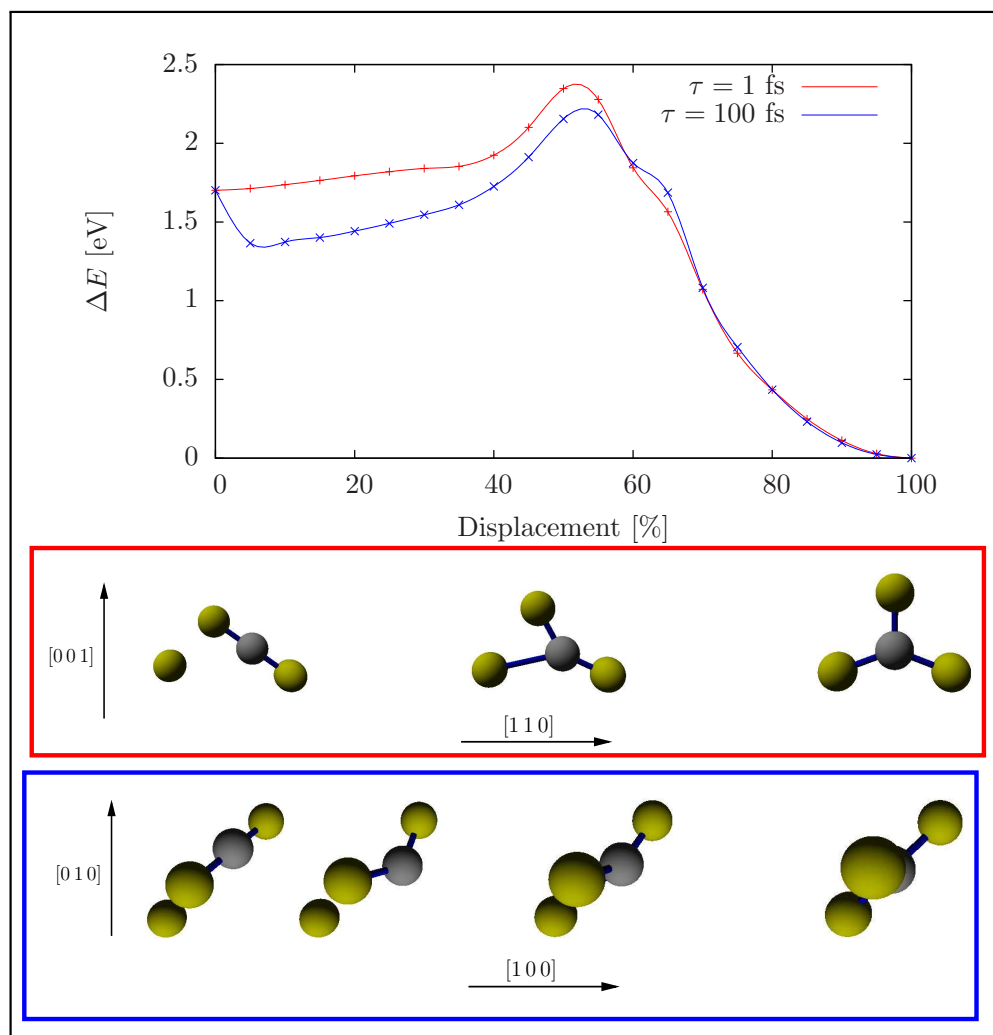 2.5
2
1.5
1
0.5
0
ΔE [eV]
τ = 1 fs
τ = 100 fs
0 20 40 60 80 100
Displacement [%]
[0 0 1]
[1 1 0]
[0 1 0]
[1 0 0]